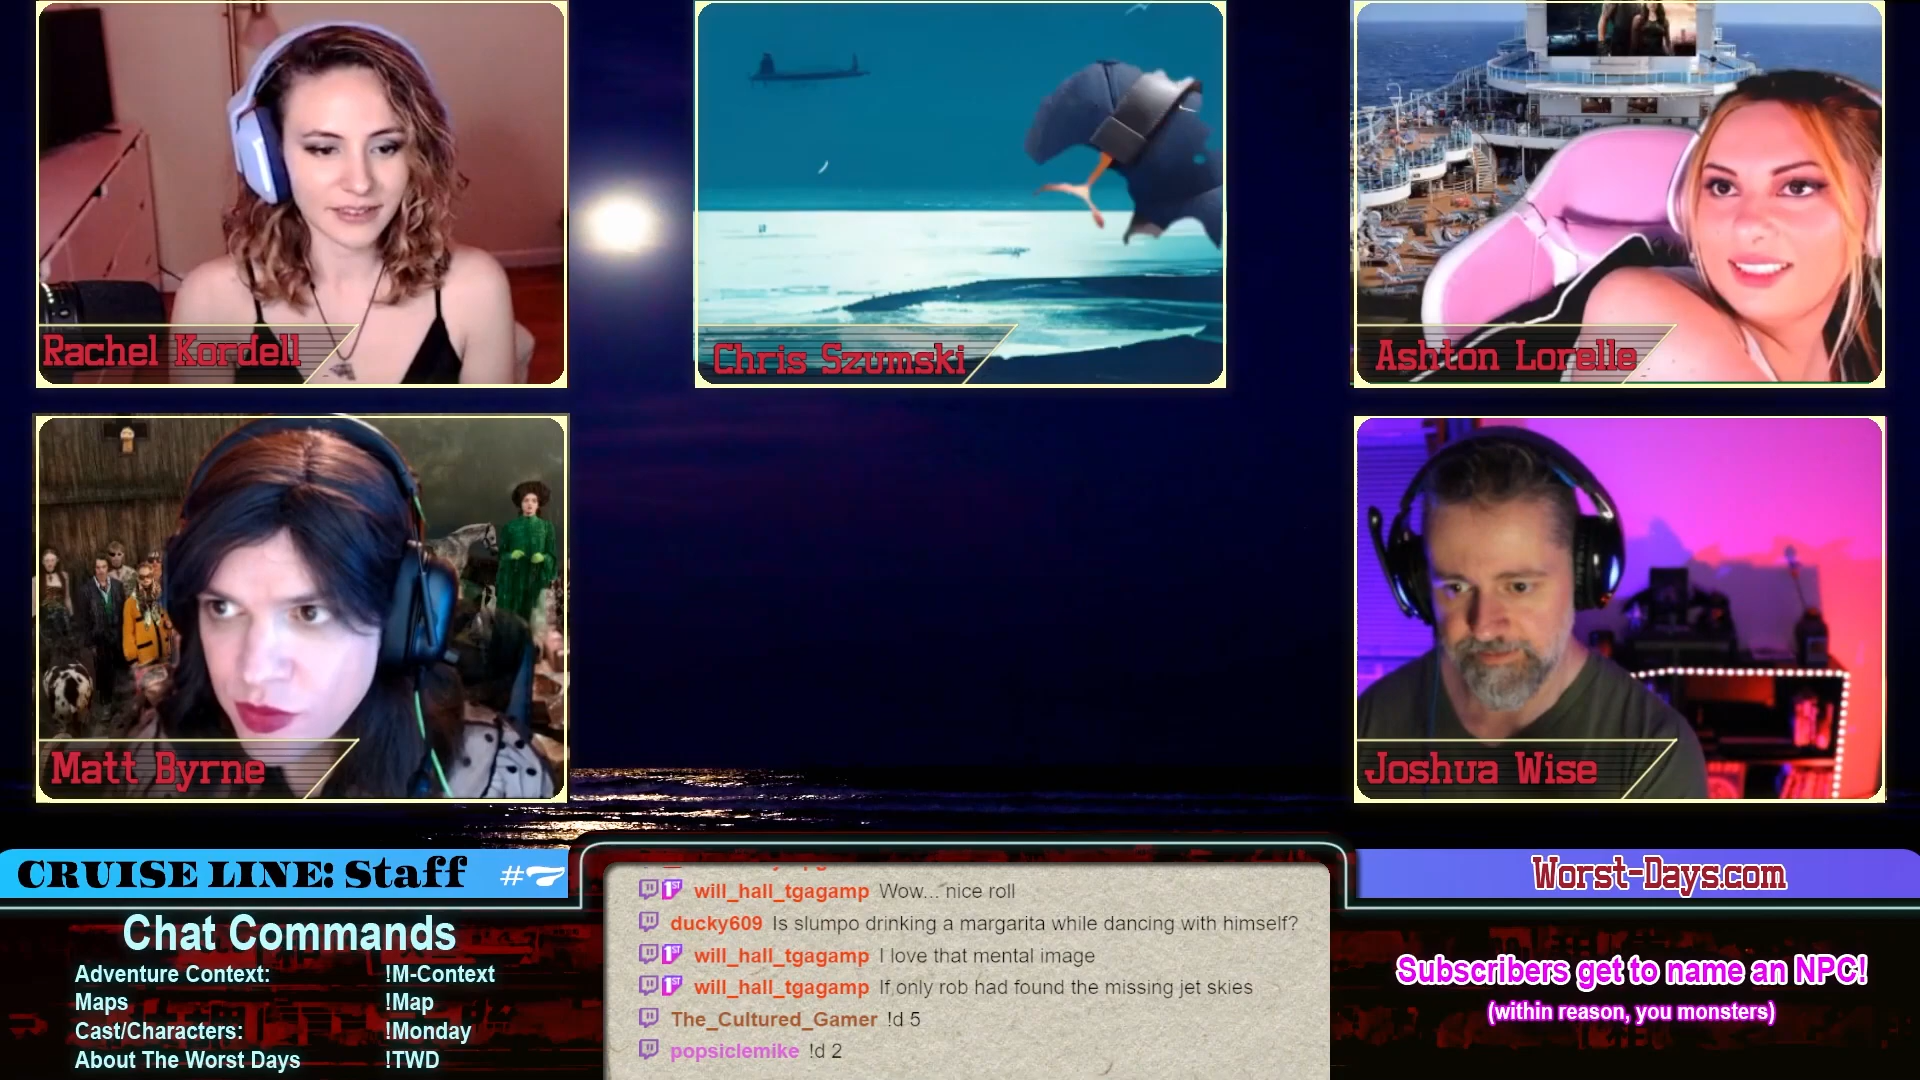 Rachel Kordell
Chris Szumski
Ashton Lorelle
Matt Byrne
Joshua Wise
CRUISE LINE: Staff #7
Worst-Days.com
Chat Commands
Adventure Context: !M-Context
Maps !Map
Cast/Characters: !Monday
About The Worst Days !TWD
will_hall_tgagamp Wow... nice roll
ducky609 Is slumpo drinking a margarita while dancing with himself?
will_hall_tgagamp I love that mental image
will_hall_tgagamp If only rob had found the missing jet skies
The_Cultured_Gamer !d 5
popsiclemike !d 2
Subscribers get to name an NPC!
(within reason, you monsters)